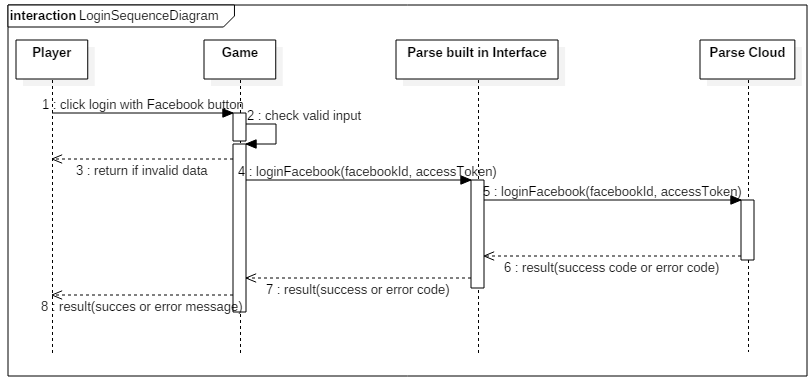 interaction LoginSequenceDiagram
Player
Game
Parse built in Interface
Parse Cloud
1 : click login with Facebook button
2 : check valid input
3 : return if invalid data
4 : loginFacebook(facebookId, accessToken)
5 : loginFacebook(facebookId, accessToken)
6 : result(success code or error code)
7 : result(success or error code)
8 : result(succes or error message)